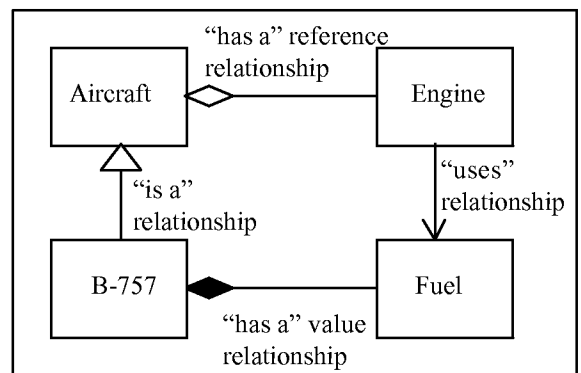 “has a” reference
relationship
Aircraft
Engine
“is a”
relationship
“uses”
relationship
B-757
Fuel
“has a” value
relationship